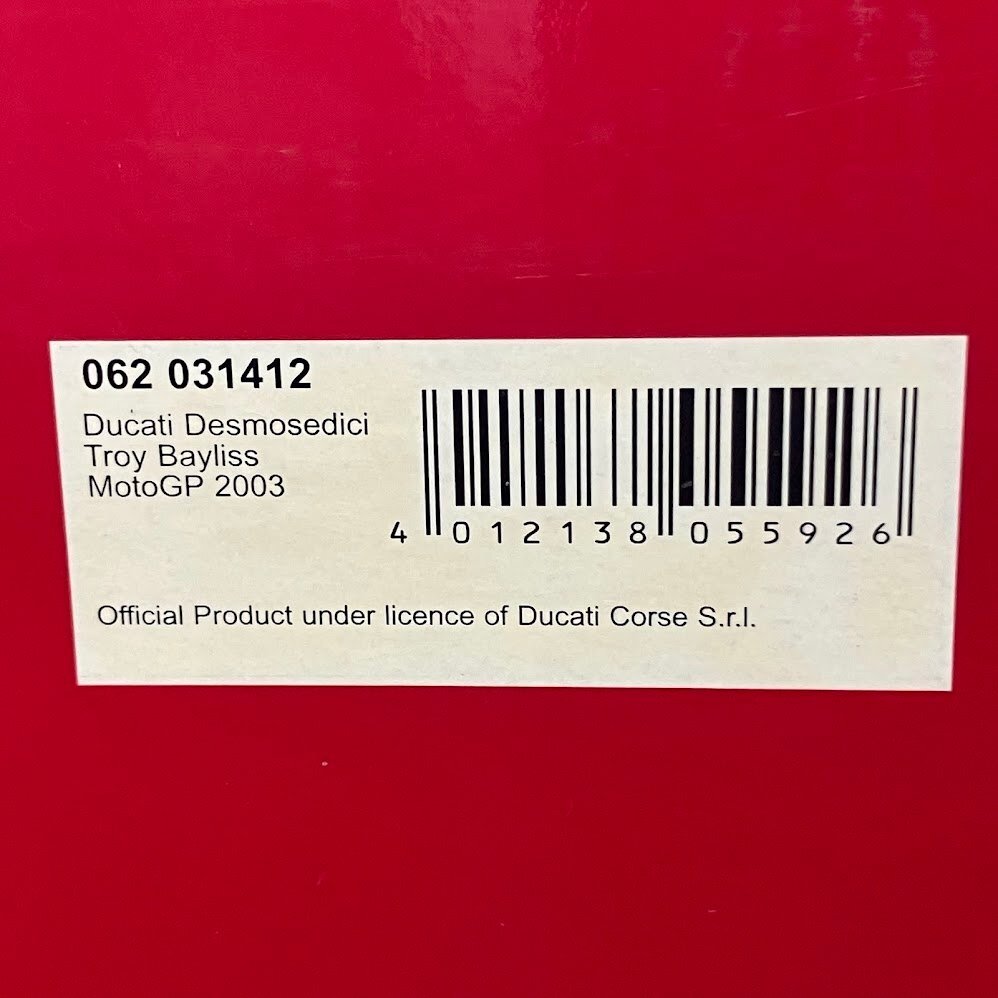 062 031412
Ducati Desmosedici
Troy Bayliss
MotoGP 2003
4 012138 055926
Official Product under licence of Ducati Corse S.r.l.